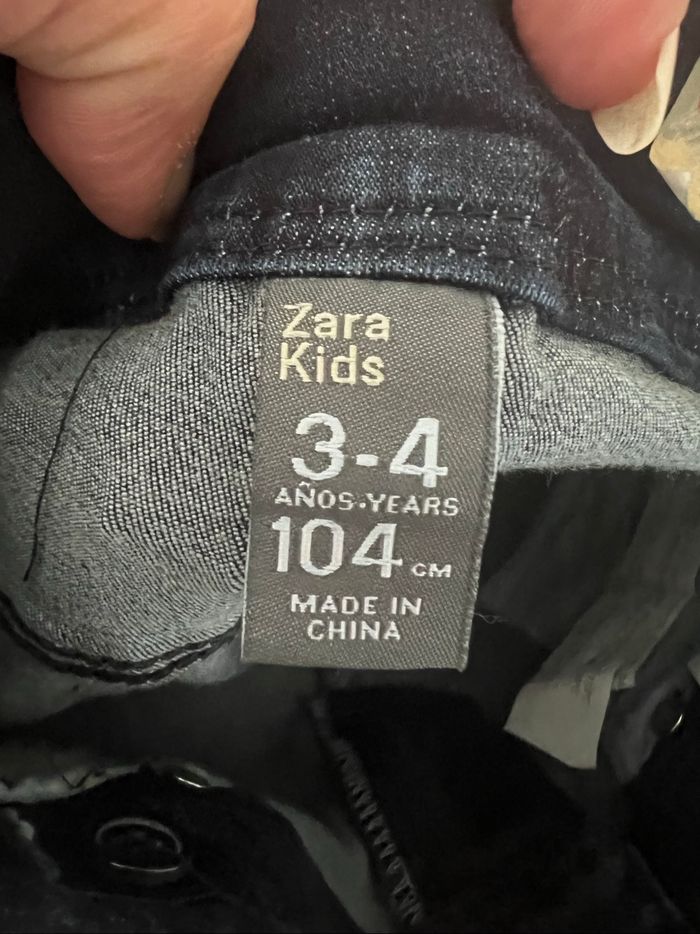 Zara
Kids
3-4
AÑOS·YEARS
104 CM
MADE IN
CHINA